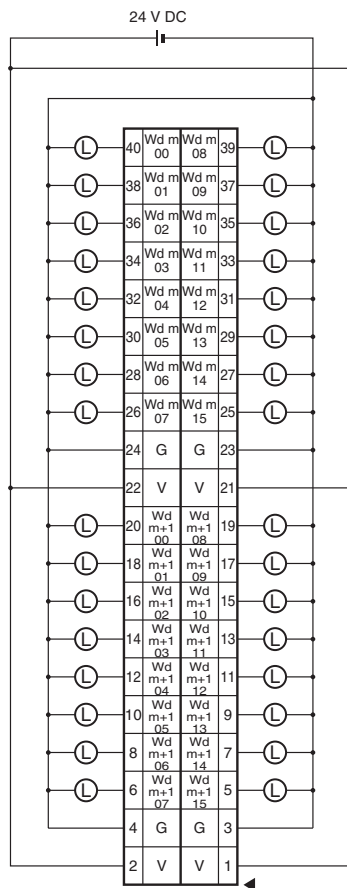 24 V DC
L 40 Wd m 00 Wd m 08 39 L
L 38 Wd m 01 Wd m 09 37 L
L 36 Wd m 02 Wd m 10 35 L
L 34 Wd m 03 Wd m 11 33 L
L 32 Wd m 04 Wd m 12 31 L
L 30 Wd m 05 Wd m 13 29 L
L 28 Wd m 06 Wd m 14 27 L
L 26 Wd m 07 Wd m 15 25 L
24 G G 23
22 V V 21
L 20 Wd m+1 00 Wd m+1 08 19 L
L 18 Wd m+1 01 Wd m+1 09 17 L
L 16 Wd m+1 02 Wd m+1 10 15 L
L 14 Wd m+1 03 Wd m+1 11 13 L
L 12 Wd m+1 04 Wd m+1 12 11 L
L 10 Wd m+1 05 Wd m+1 13 9 L
L 8 Wd m+1 06 Wd m+1 14 7 L
L 6 Wd m+1 07 Wd m+1 15 5 L
4 G G 3
2 V V 1